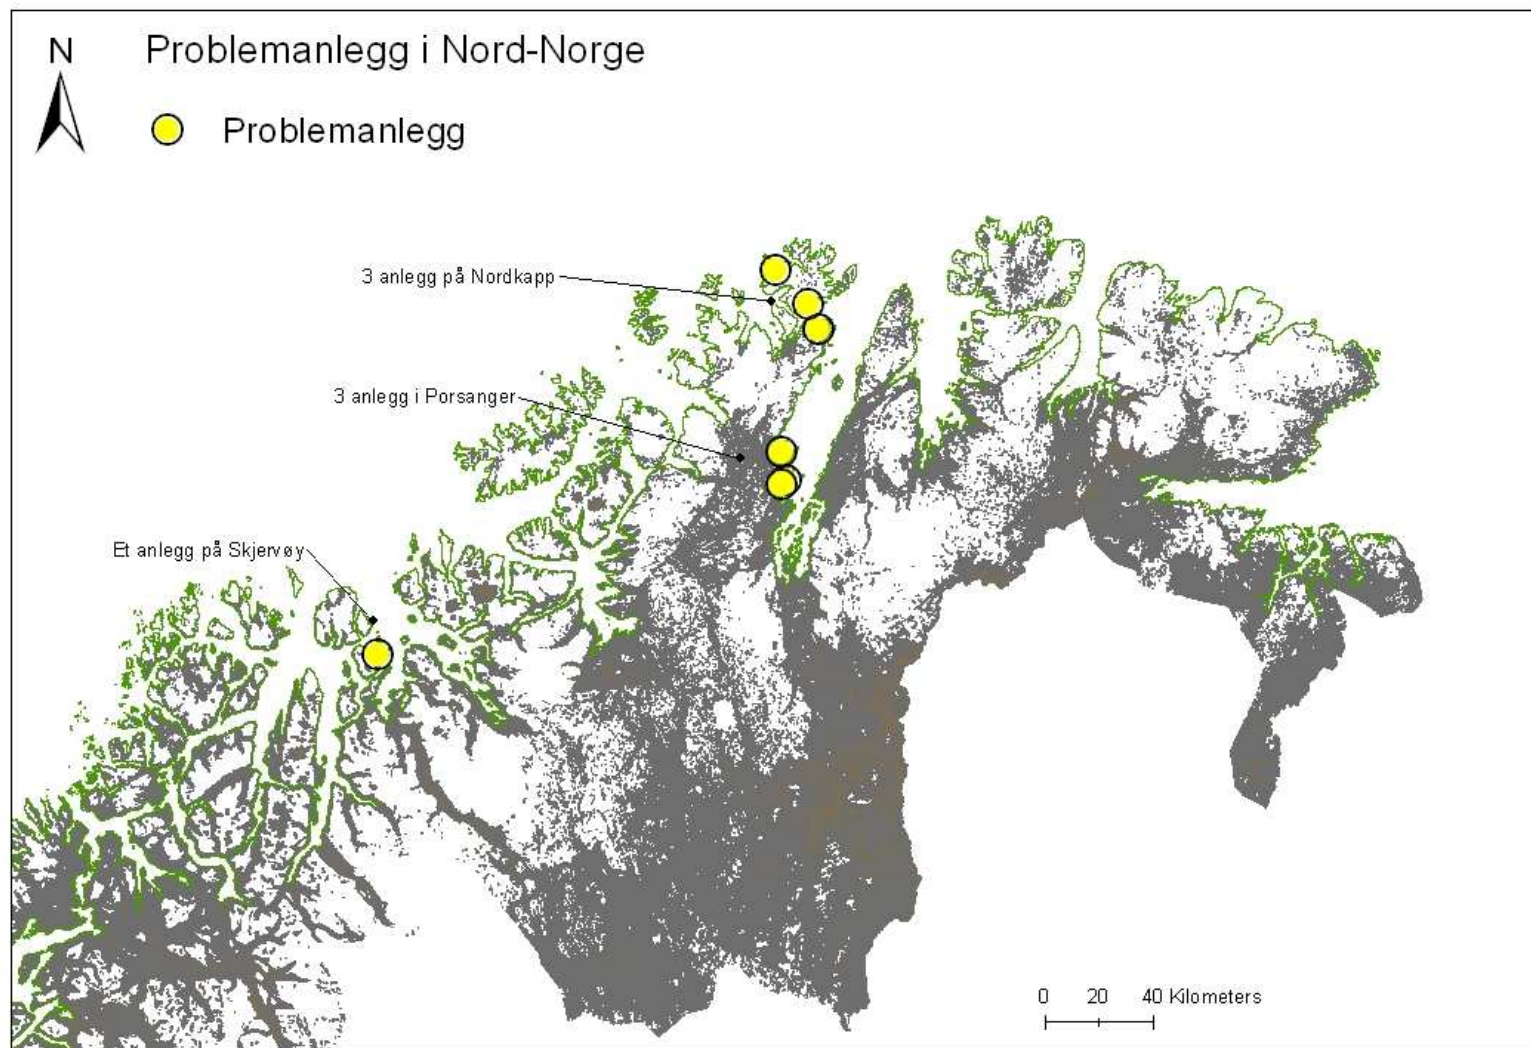 N
Problemanlegg i Nord-Norge
Problemanlegg
3 anlegg på Nordkapp
3 anlegg i Porsanger
Et anlegg på Skjervøy
0 20 40 Kilometers